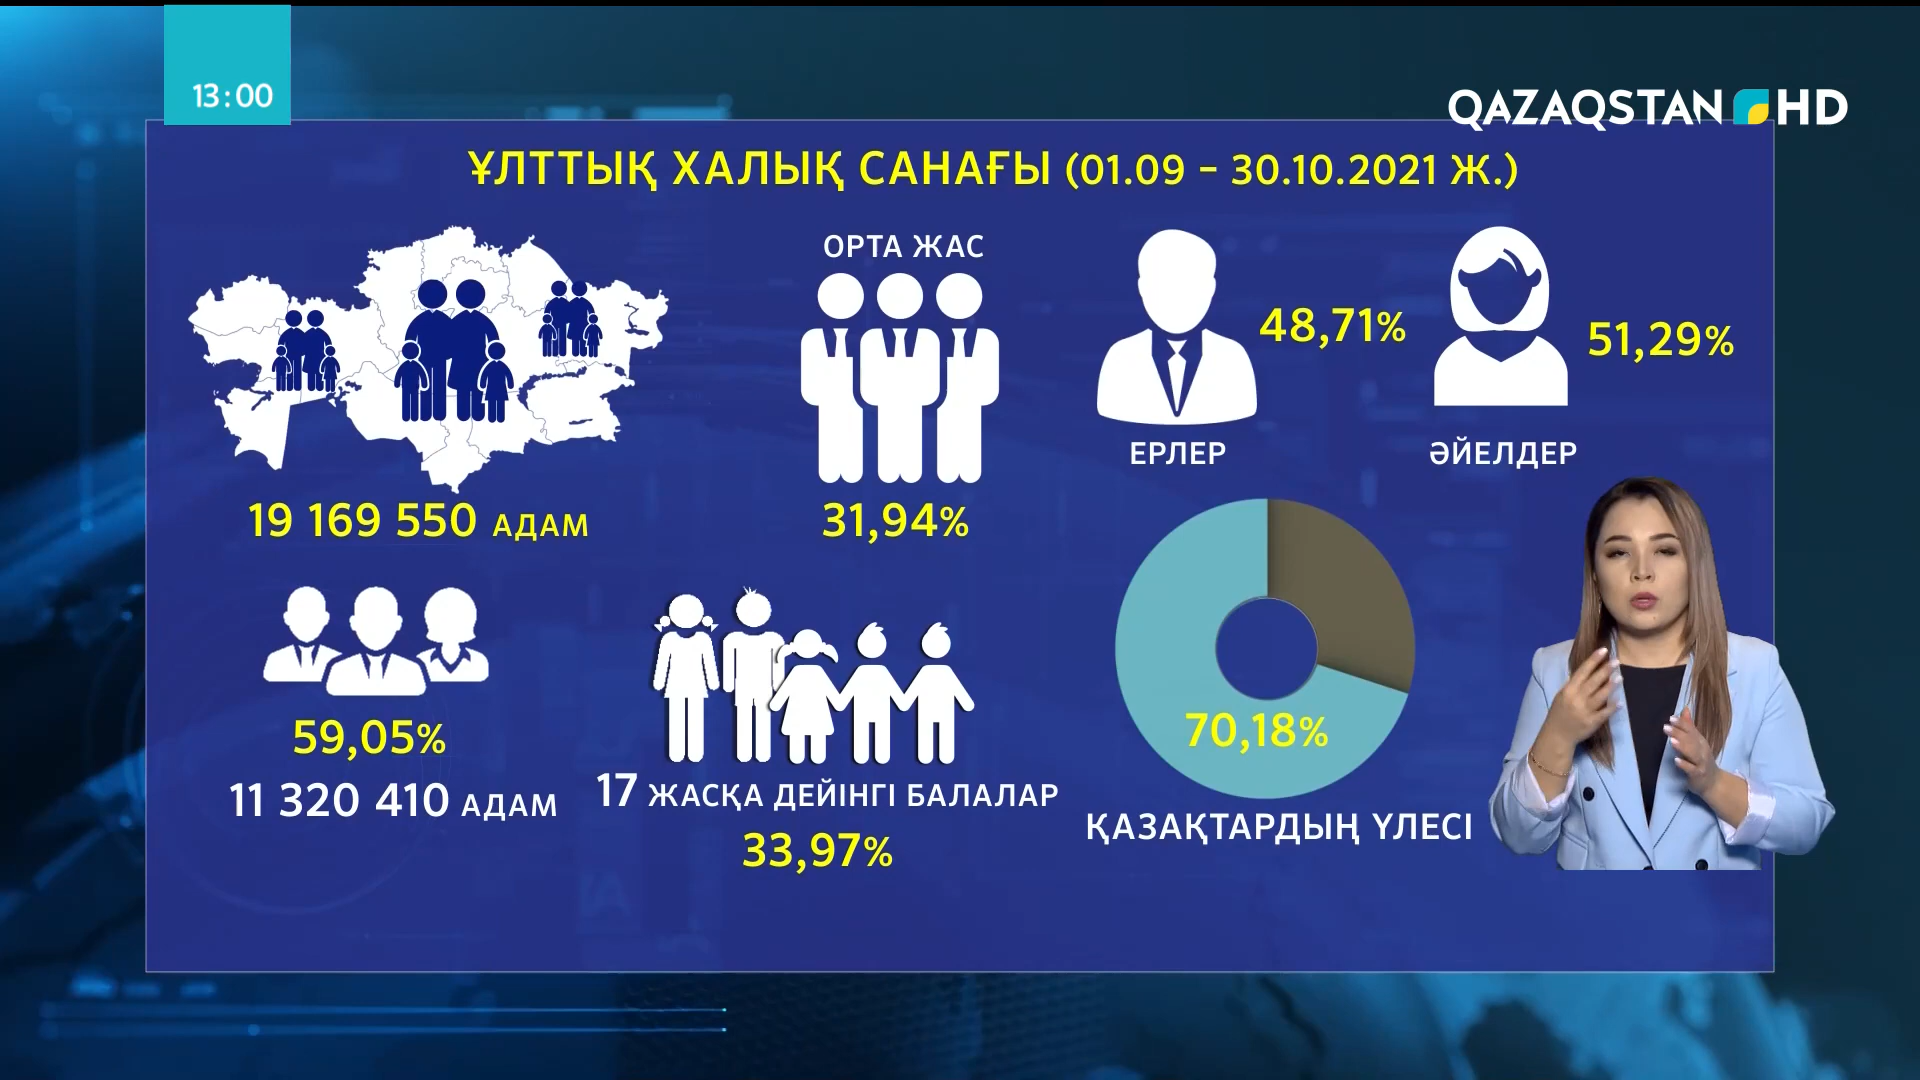 13:00
QAZAQSTAN HD
ҰЛТТЫҚ ХАЛЫҚ САНАҒЫ (01.09 – 30.10.2021 Ж.)
19 169 550 АДАМ
ОРТА ЖАС
31,94%
48,71%
ЕРЛЕР
51,29%
ӘЙЕЛДЕР
59,05%
11 320 410 АДАМ
17 ЖАСҚА ДЕЙІНГІ БАЛАЛАР
33,97%
70,18%
ҚАЗАҚТАРДЫҢ ҮЛЕСІ